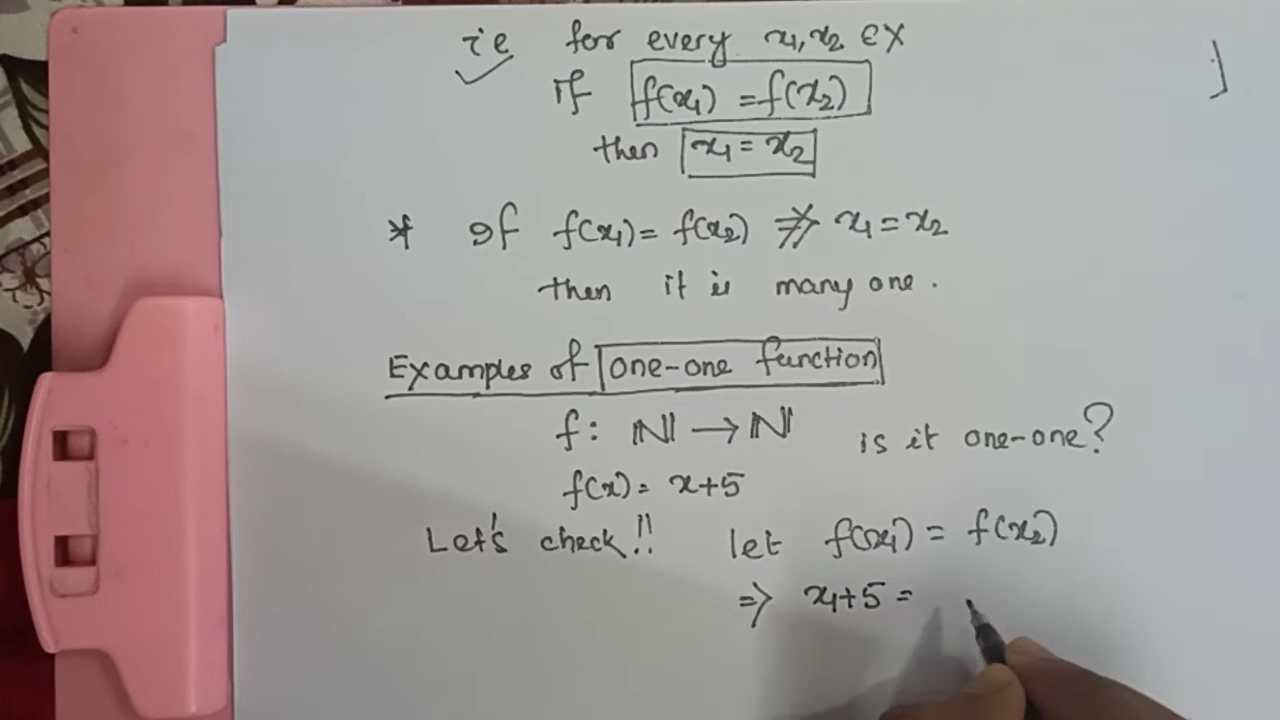 ie for every x₁, x₂ ∈ X
if f(x₁) = f(x₂)
then x₁ = x₂
* If f(x₁) = f(x₂) ⇏ x₁ = x₂
then it is many one.
Examples of one-one function
f: ℕ → ℕ is it one-one?
f(x) = x+5
Let's check!! let f(x₁) = f(x₂)
⇒ x₁+5 =